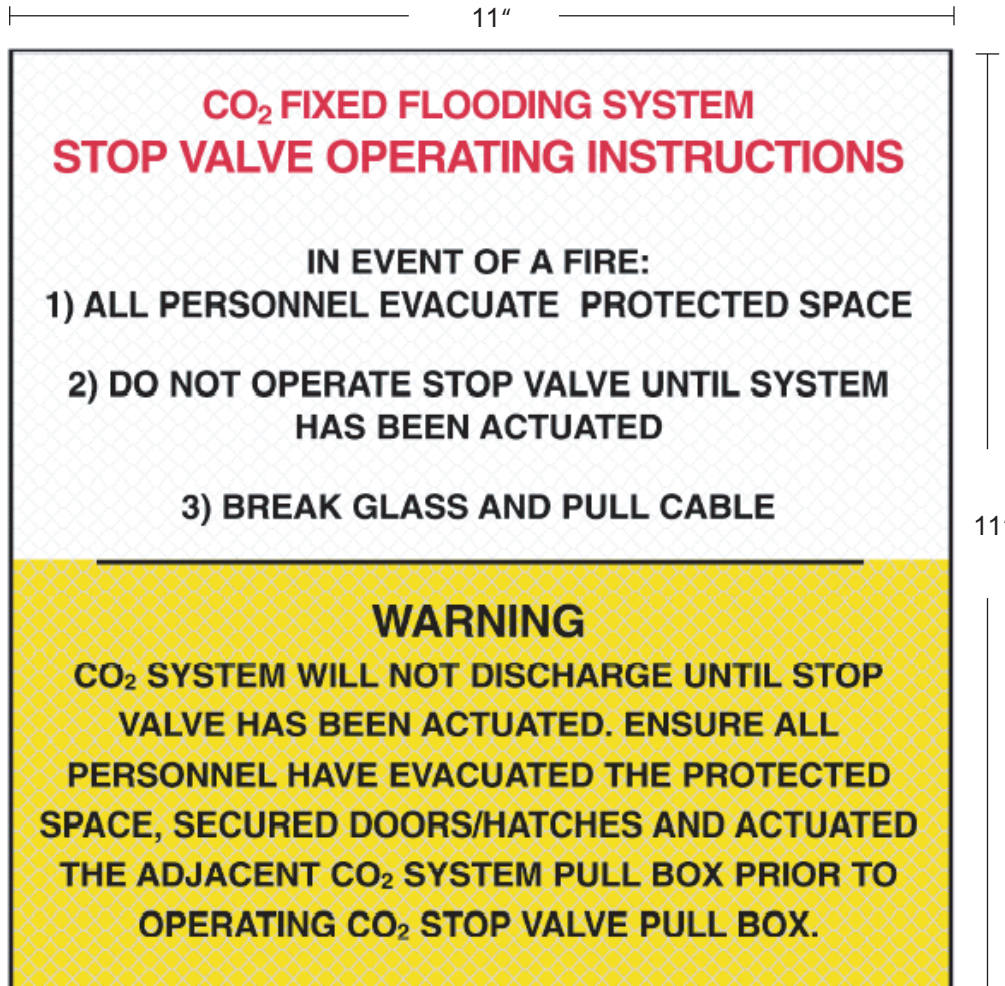 11“
CO₂ FIXED FLOODING SYSTEM
STOP VALVE OPERATING INSTRUCTIONS
IN EVENT OF A FIRE:
1) ALL PERSONNEL EVACUATE PROTECTED SPACE
2) DO NOT OPERATE STOP VALVE UNTIL SYSTEM
HAS BEEN ACTUATED
3) BREAK GLASS AND PULL CABLE
11“
WARNING
CO₂ SYSTEM WILL NOT DISCHARGE UNTIL STOP
VALVE HAS BEEN ACTUATED. ENSURE ALL
PERSONNEL HAVE EVACUATED THE PROTECTED
SPACE, SECURED DOORS/HATCHES AND ACTUATED
THE ADJACENT CO₂ SYSTEM PULL BOX PRIOR TO
OPERATING CO₂ STOP VALVE PULL BOX.